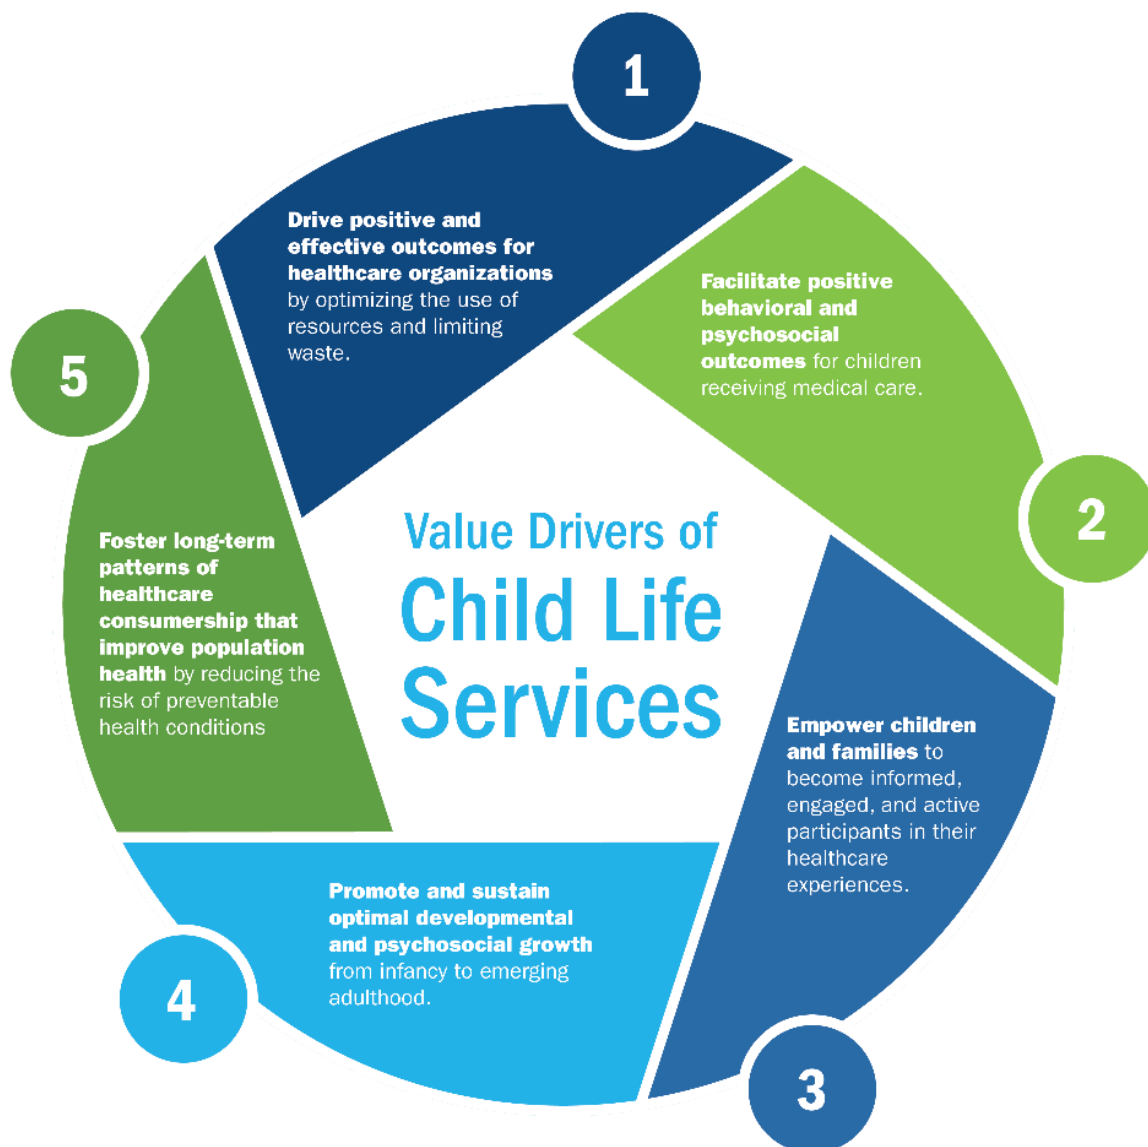 1
Drive positive and
effective outcomes for
healthcare organizations
by optimizing the use of
resources and limiting
waste.
2
Facilitate positive
behavioral and
psychosocial
outcomes for children
receiving medical care.
3
Empower children
and families to
become informed,
engaged, and active
participants in their
healthcare
experiences.
4
Promote and sustain
optimal developmental
and psychosocial growth
from infancy to emerging
adulthood.
5
Foster long-term
patterns of
healthcare
consumership that
improve population
health by reducing the
risk of preventable
health conditions
Value Drivers of
Child Life
Services